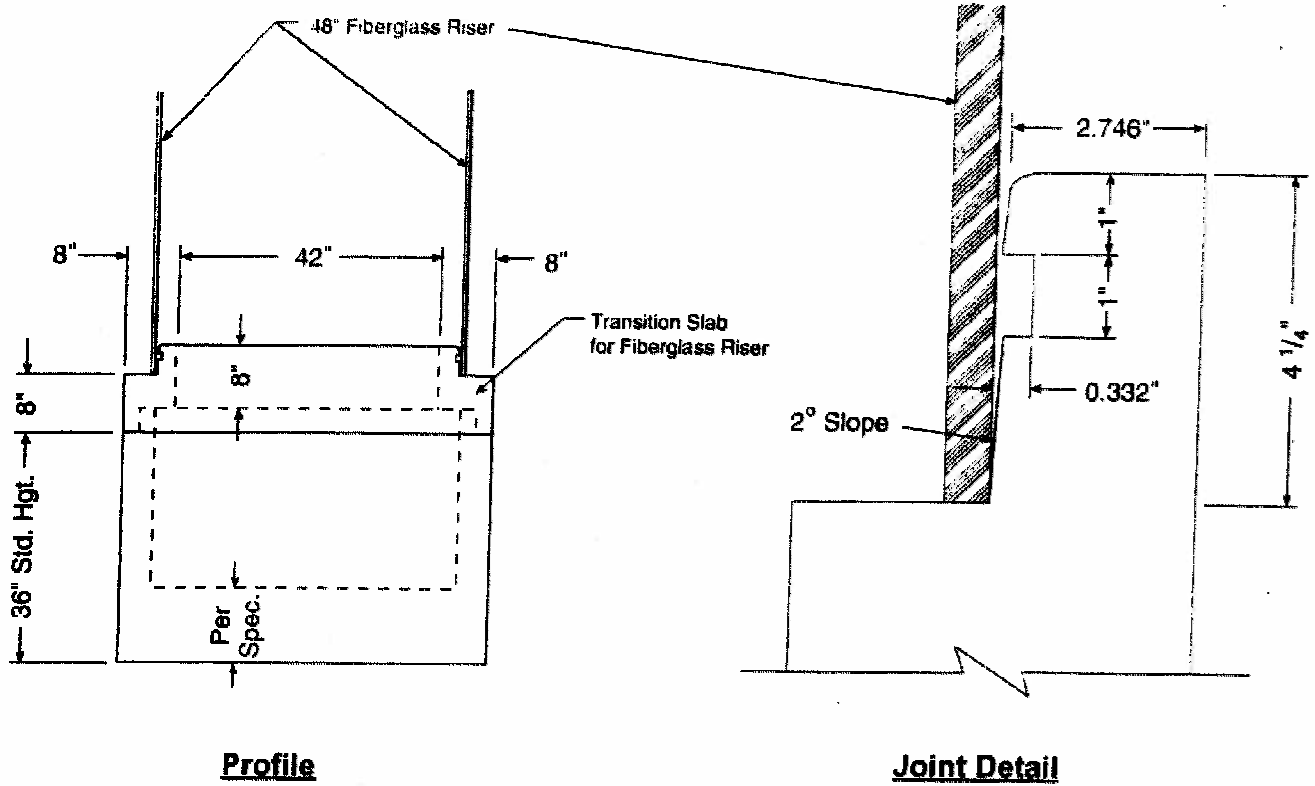 48" Fiberglass Riser
2.746"
8"
42"
8"
1"
1"
Transition Slab
for Fiberglass Riser
8"
8"
4 1/4"
0.332"
2° Slope
36" Std. Hgt.
Per
Spec.
Profile
Joint Detail